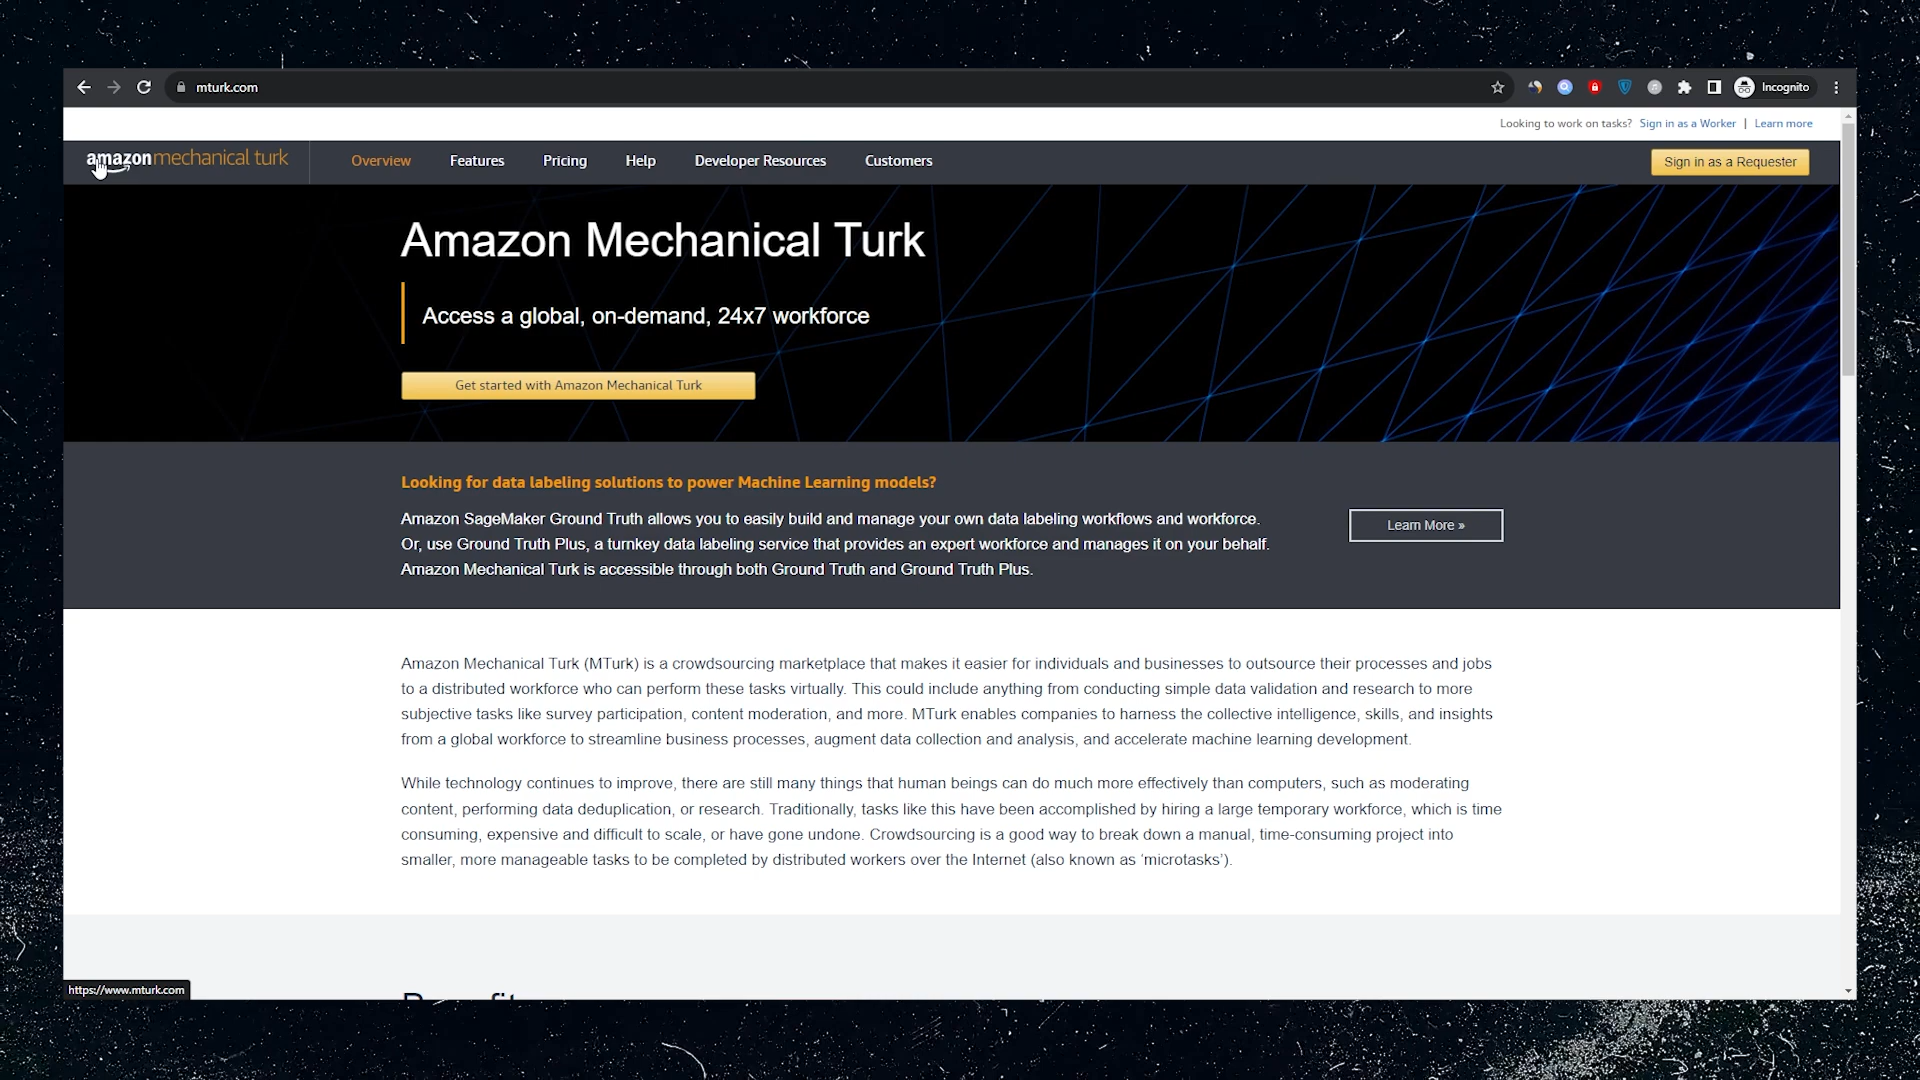 mturk.com
Incognito
Looking to work on tasks? Sign in as a Worker | Learn more
amazon mechanical turk
Overview
Features
Pricing
Help
Developer Resources
Customers
Sign in as a Requester
Amazon Mechanical Turk
Access a global, on-demand, 24x7 workforce
Get started with Amazon Mechanical Turk
Looking for data labeling solutions to power Machine Learning models?
Amazon SageMaker Ground Truth allows you to easily build and manage your own data labeling workflows and workforce.
Or, use Ground Truth Plus, a turnkey data labeling service that provides an expert workforce and manages it on your behalf.
Amazon Mechanical Turk is accessible through both Ground Truth and Ground Truth Plus.
Learn More »
Amazon Mechanical Turk (MTurk) is a crowdsourcing marketplace that makes it easier for individuals and businesses to outsource their processes and jobs
to a distributed workforce who can perform these tasks virtually. This could include anything from conducting simple data validation and research to more
subjective tasks like survey participation, content moderation, and more. MTurk enables companies to harness the collective intelligence, skills, and insights
from a global workforce to streamline business processes, augment data collection and analysis, and accelerate machine learning development.
While technology continues to improve, there are still many things that human beings can do much more effectively than computers, such as moderating
content, performing data deduplication, or research. Traditionally, tasks like this have been accomplished by hiring a large temporary workforce, which is time
consuming, expensive and difficult to scale, or have gone undone. Crowdsourcing is a good way to break down a manual, time-consuming project into
smaller, more manageable tasks to be completed by distributed workers over the Internet (also known as ‘microtasks’).
https://www.mturk.com